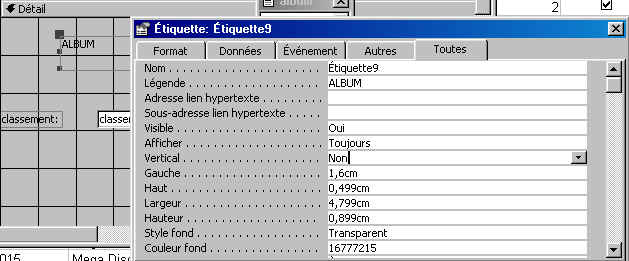 Détail
album
2
ALBUM
classement:
classe
Étiquette: Étiquette9
Format Données Événement Autres Toutes
Nom . . . . . . . . . . . . . . . . . . . . Étiquette9
Légende . . . . . . . . . . . . . . . . . ALBUM
Adresse lien hypertexte . . . . . . . . .
Sous-adresse lien hypertexte . . . . .
Visible . . . . . . . . . . . . . . . . . . . Oui
Afficher . . . . . . . . . . . . . . . . . . Toujours
Vertical . . . . . . . . . . . . . . . . . . Non
Gauche . . . . . . . . . . . . . . . . . . 1,6cm
Haut . . . . . . . . . . . . . . . . . . . . 0,499cm
Largeur . . . . . . . . . . . . . . . . . . 4,799cm
Hauteur . . . . . . . . . . . . . . . . . 0,899cm
Style fond . . . . . . . . . . . . . . . . Transparent
Couleur fond . . . . . . . . . . . . . . 16777215
015 Mega Disc